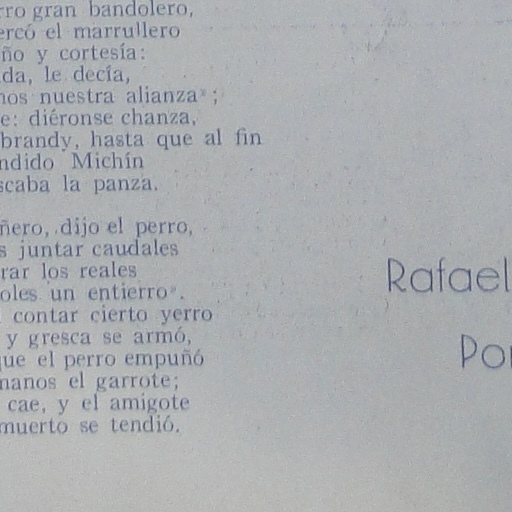 rro gran bandolero,
ercó el marrullero
ño y cortesía:
da, le decía,
nos nuestra alianza»;
e: diéronse chanza,
brandy, hasta que al fin
ndido Michín
scaba la panza.
ñero, dijo el perro,
s juntar caudales
rar los reales
oles un entierro».
contar cierto yerro
y gresca se armó,
que el perro empuñó
manos el garrote;
cae, y el amigote
muerto se tendió.
Rafael
Po